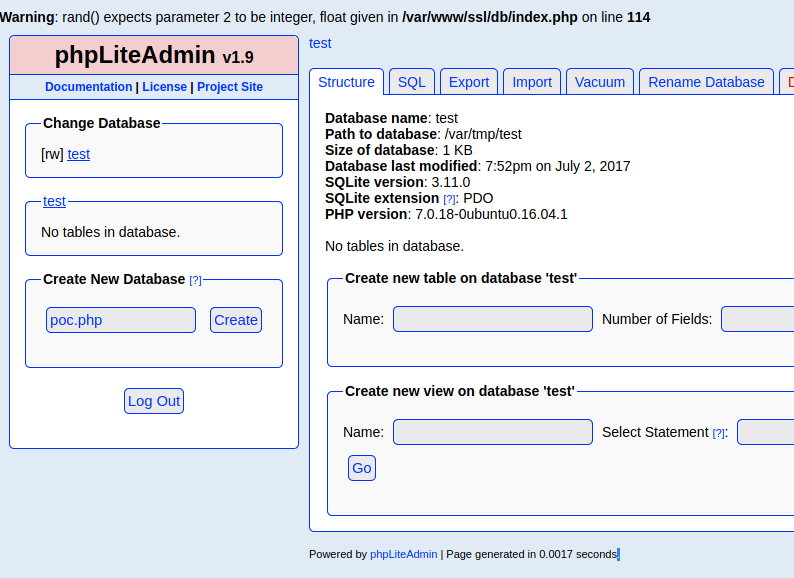 Warning: rand() expects parameter 2 to be integer, float given in /var/www/ssl/db/index.php on line 114
phpLiteAdmin v1.9
Documentation | License | Project Site
Change Database
[rw] test
test
No tables in database.
Create New Database [?]
poc.php Create
Log Out
test
Structure SQL Export Import Vacuum Rename Database
Database name: test
Path to database: /var/tmp/test
Size of database: 1 KB
Database last modified: 7:52pm on July 2, 2017
SQLite version: 3.11.0
SQLite extension [?]: PDO
PHP version: 7.0.18-0ubuntu0.16.04.1
No tables in database.
Create new table on database 'test'
Name: Number of Fields:
Create new view on database 'test'
Name: Select Statement [?]:
Go
Powered by phpLiteAdmin | Page generated in 0.0017 seconds.